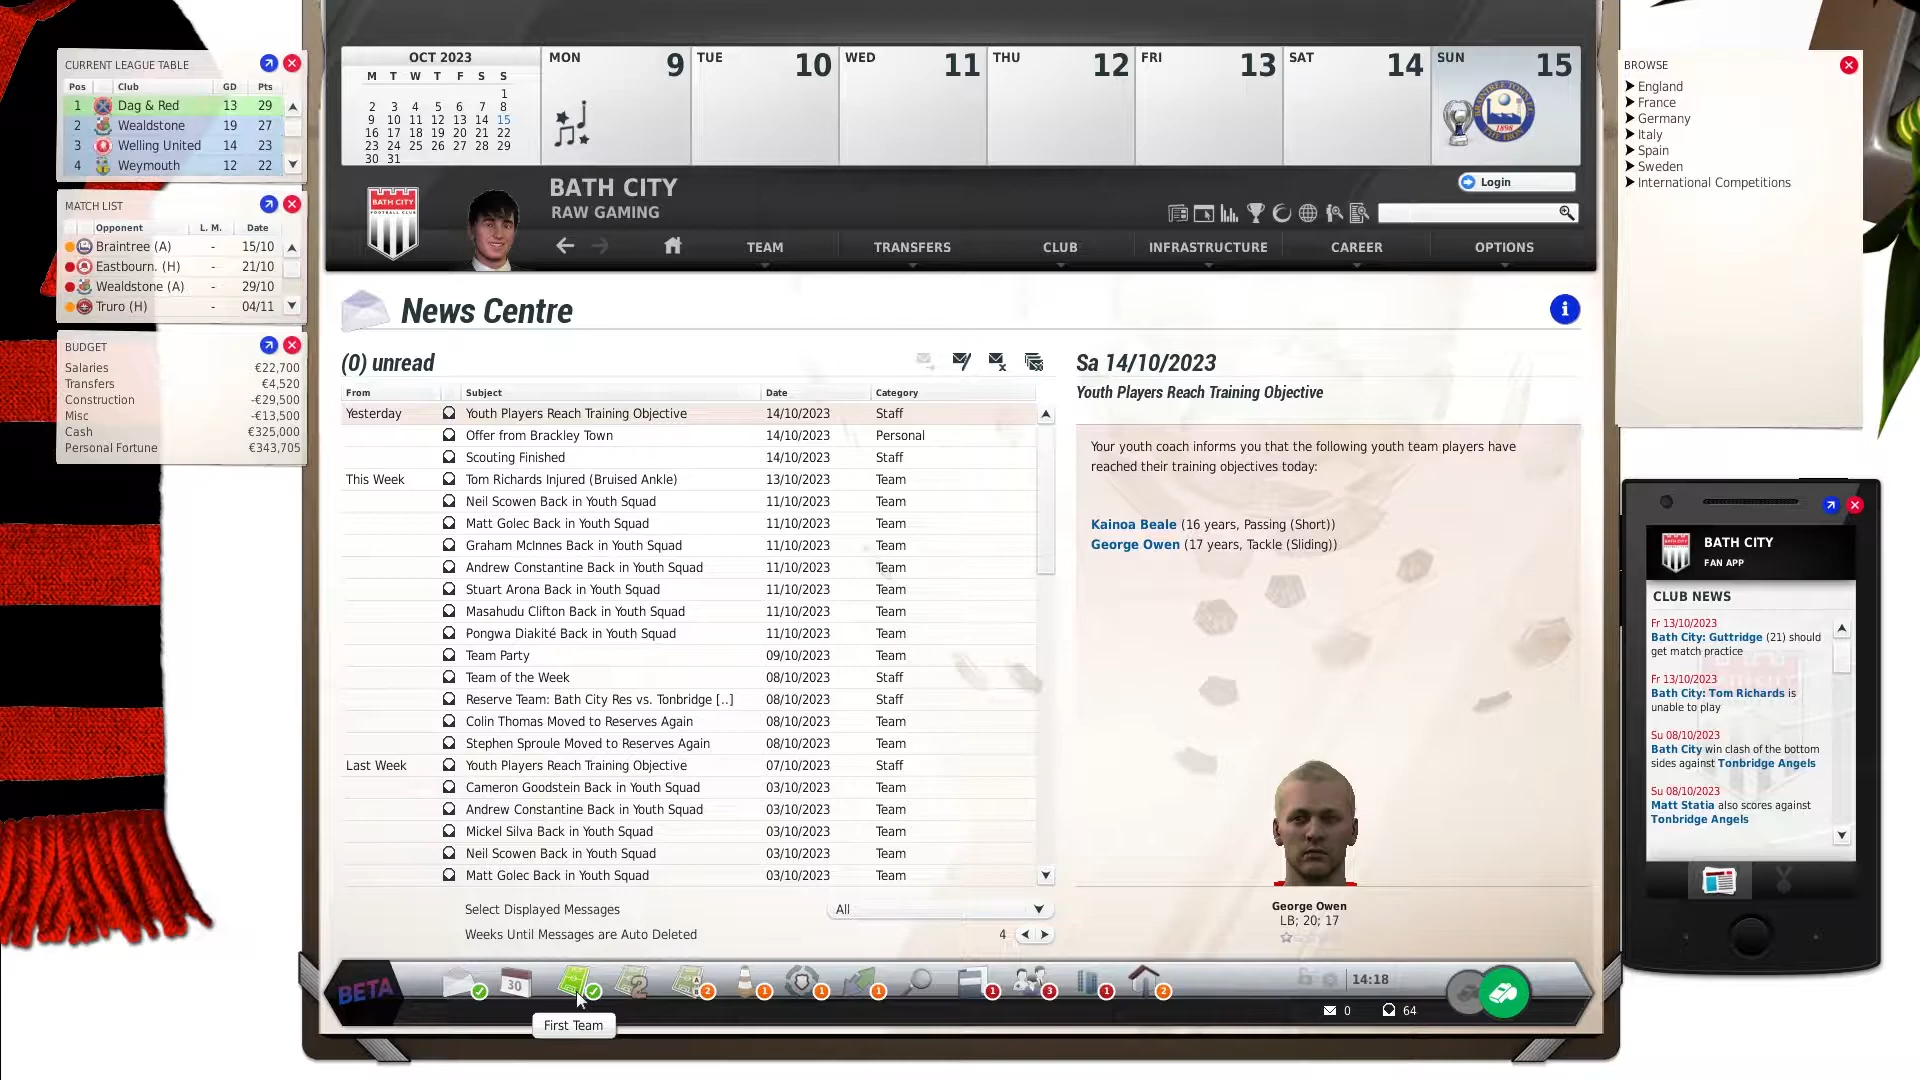 CURRENT LEAGUE TABLE
Pos Club GD Pts
1 Dag & Red 13 29
2 Wealdstone 19 27
3 Welling United 14 23
4 Weymouth 12 22
MATCH LIST
Opponent L. M. Date
Braintree (A) - 15/10
Eastbourn. (H) - 21/10
Wealdstone (A) - 29/10
Truro (H) - 04/11
BUDGET
Salaries €22,700
Transfers €4,520
Construction -€29,500
Misc -€13,500
Cash €325,000
Personal Fortune €343,705
OCT 2023
M T W T F S S
1
2 3 4 5 6 7 8
9 10 11 12 13 14 15
16 17 18 19 20 21 22
23 24 25 26 27 28 29
30 31
MON 9
TUE 10
WED 11
THU 12
FRI 13
SAT 14
SUN 15
BATH CITY
RAW GAMING
Login
TEAM TRANSFERS CLUB INFRASTRUCTURE CAREER OPTIONS
News Centre
(0) unread
From Subject Date Category
Yesterday Youth Players Reach Training Objective 14/10/2023 Staff
Offer from Brackley Town 14/10/2023 Personal
Scouting Finished 14/10/2023 Staff
This Week Tom Richards Injured (Bruised Ankle) 13/10/2023 Team
Neil Scowen Back in Youth Squad 11/10/2023 Team
Matt Golec Back in Youth Squad 11/10/2023 Team
Graham McInnes Back in Youth Squad 11/10/2023 Team
Andrew Constantine Back in Youth Squad 11/10/2023 Team
Stuart Arona Back in Youth Squad 11/10/2023 Team
Masahudu Clifton Back in Youth Squad 11/10/2023 Team
Pongwa Diakité Back in Youth Squad 11/10/2023 Team
Team Party 09/10/2023 Team
Team of the Week 08/10/2023 Staff
Reserve Team: Bath City Res vs. Tonbridge [..] 08/10/2023 Staff
Colin Thomas Moved to Reserves Again 08/10/2023 Team
Stephen Sproule Moved to Reserves Again 08/10/2023 Team
Last Week Youth Players Reach Training Objective 07/10/2023 Staff
Cameron Goodstein Back in Youth Squad 03/10/2023 Team
Andrew Constantine Back in Youth Squad 03/10/2023 Team
Mickel Silva Back in Youth Squad 03/10/2023 Team
Neil Scowen Back in Youth Squad 03/10/2023 Team
Matt Golec Back in Youth Squad 03/10/2023 Team
Select Displayed Messages All
Weeks Until Messages are Auto Deleted 4
Sa 14/10/2023
Youth Players Reach Training Objective
Your youth coach informs you that the following youth team players have
reached their training objectives today:
Kainoa Beale (16 years, Passing (Short))
George Owen (17 years, Tackle (Sliding))
George Owen
LB; 20; 17
BETA
30
2
2 1 1 1 1 3 1 2
14:18
0 64
First Team
BROWSE
England
France
Germany
Italy
Spain
Sweden
International Competitions
BATH CITY
FAN APP
CLUB NEWS
Fr 13/10/2023
Bath City: Guttridge (21) should
get match practice
Fr 13/10/2023
Bath City: Tom Richards is
unable to play
Su 08/10/2023
Bath City win clash of the bottom
sides against Tonbridge Angels
Su 08/10/2023
Matt Statia also scores against
Tonbridge Angels